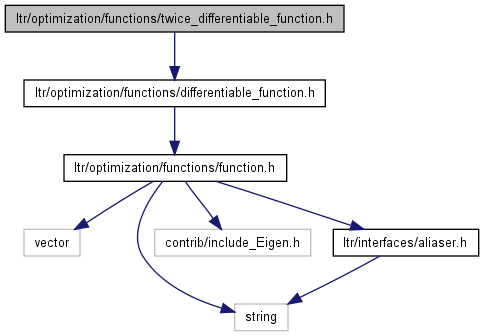 ltr/optimization/functions/twice_differentiable_function.h
ltr/optimization/functions/differentiable_function.h
ltr/optimization/functions/function.h
vector
contrib/include_Eigen.h
ltr/interfaces/aliaser.h
string